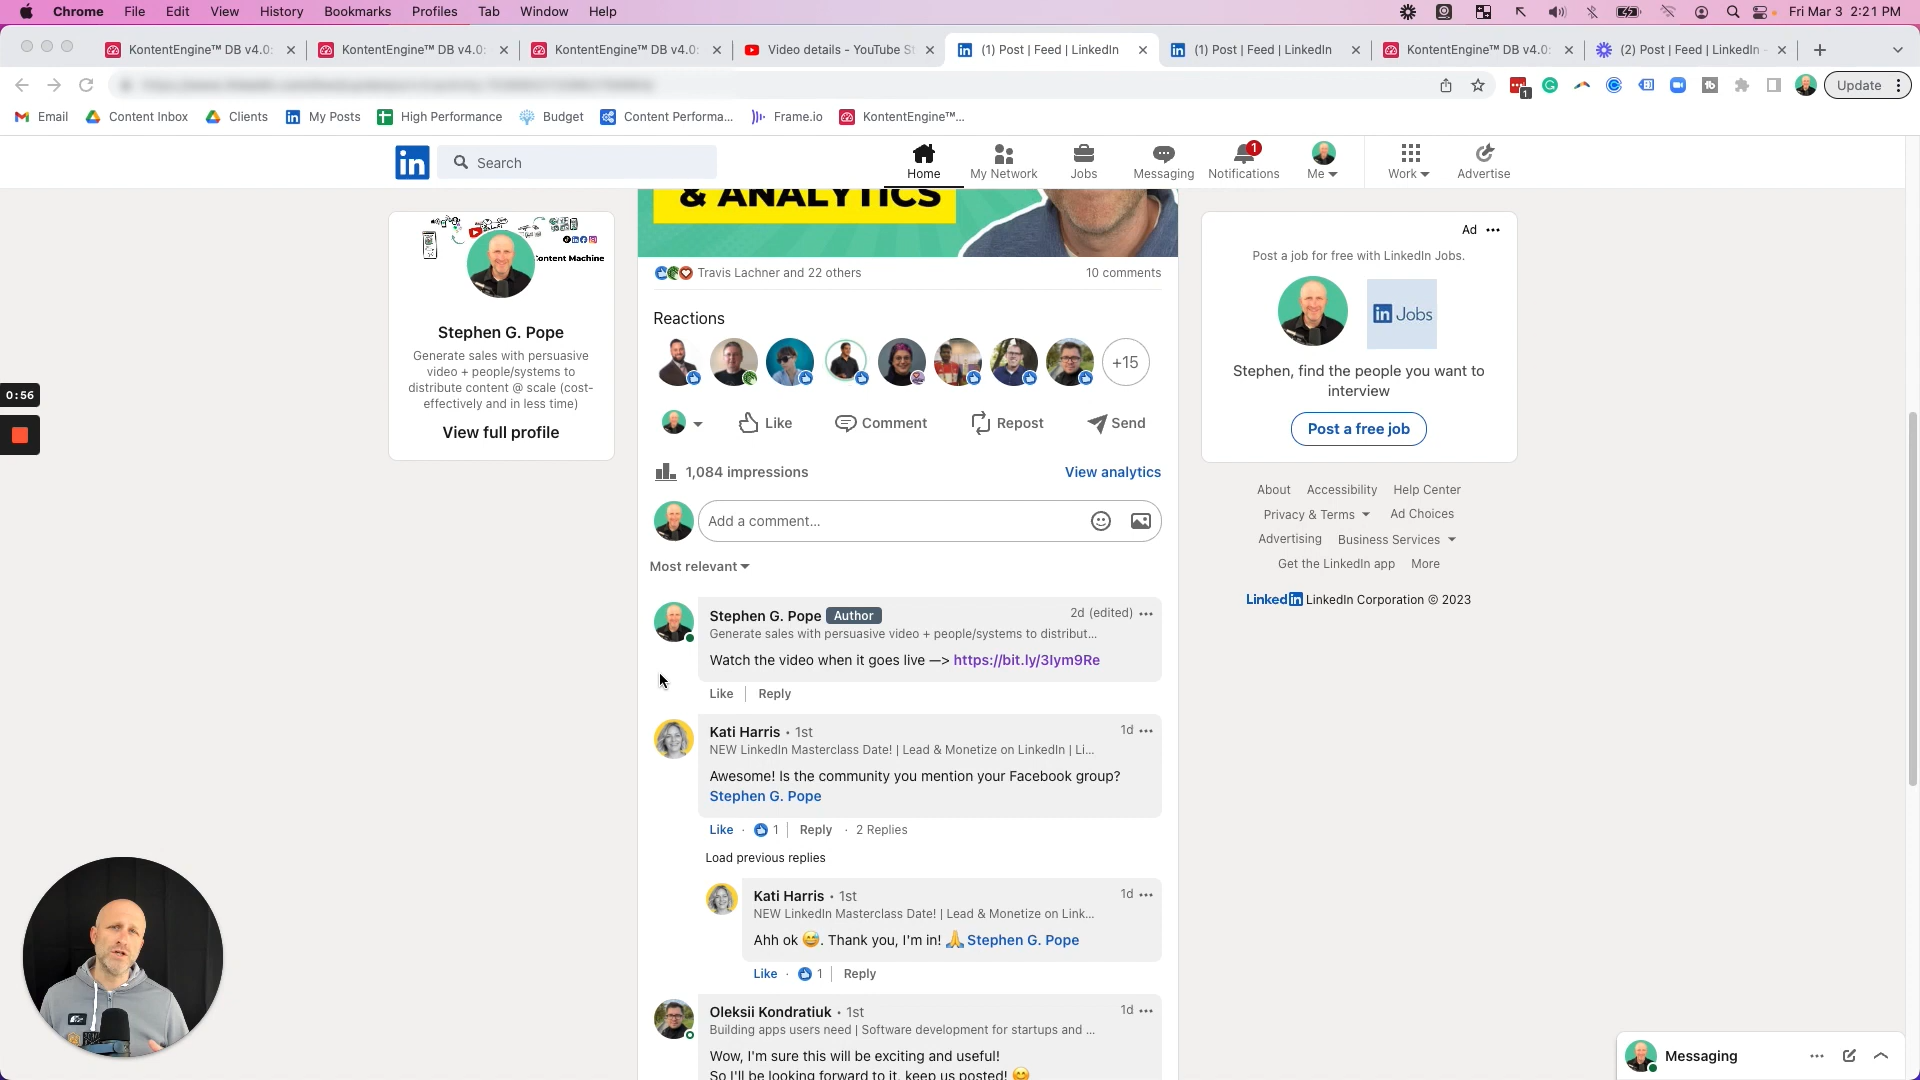 Chrome File Edit View History Bookmarks Profiles Tab Window Help Fri Mar 3 2:21 PM
KontentEngine™ DB v4.0: KontentEngine™ DB v4.0: KontentEngine™ DB v4.0: Video details - YouTube St (1) Post | Feed | LinkedIn (1) Post | Feed | LinkedIn KontentEngine™ DB v4.0: (2) Post | Feed | LinkedIn -
1 Update
Email Content Inbox Clients My Posts High Performance Budget Content Performa... Frame.io KontentEngine™...
in Search Home My Network Jobs Messaging 1 Notifications Me Work Advertise
& ANALYTICS
Content Machine
Stephen G. Pope
Generate sales with persuasive
video + people/systems to
distribute content @ scale (cost-
effectively and in less time)
View full profile
0:56
Travis Lachner and 22 others 10 comments
Reactions
+15
Like Comment Repost Send
1,084 impressions View analytics
Add a comment...
Most relevant
Stephen G. Pope Author 2d (edited)
Generate sales with persuasive video + people/systems to distribut...
Watch the video when it goes live —> https://bit.ly/3Iym9Re
Like Reply
Kati Harris • 1st 1d
NEW LinkedIn Masterclass Date! | Lead & Monetize on LinkedIn | Li...
Awesome! Is the community you mention your Facebook group?
Stephen G. Pope
Like · 1 Reply · 2 Replies
Load previous replies
Kati Harris • 1st 1d
NEW LinkedIn Masterclass Date! | Lead & Monetize on Link...
Ahh ok 😅. Thank you, I'm in! 🙏 Stephen G. Pope
Like · 1 Reply
Oleksii Kondratiuk • 1st 1d
Building apps users need | Software development for startups and ...
Wow, I'm sure this will be exciting and useful!
So I'll be looking forward to it, keep us posted! 😊
Ad
Post a job for free with LinkedIn Jobs.
in Jobs
Stephen, find the people you want to
interview
Post a free job
About Accessibility Help Center
Privacy & Terms Ad Choices
Advertising Business Services
Get the LinkedIn app More
LinkedIn LinkedIn Corporation © 2023
Messaging